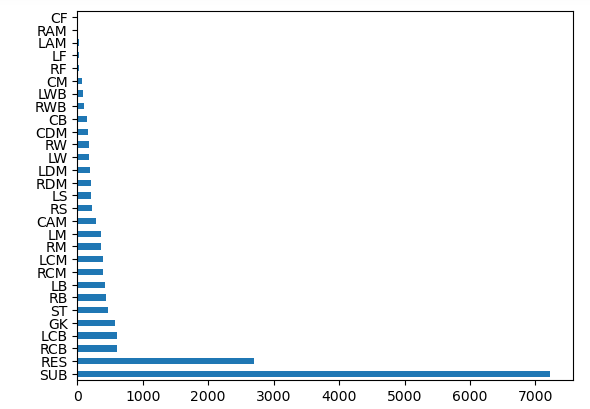 CF
RAM
LAM
LF
RF
CM
LWB
RWB
CB
CDM
RW
LW
LDM
RDM
LS
RS
CAM
LM
RM
LCM
RCM
LB
RB
ST
GK
LCB
RCB
RES
SUB
0 1000 2000 3000 4000 5000 6000 7000